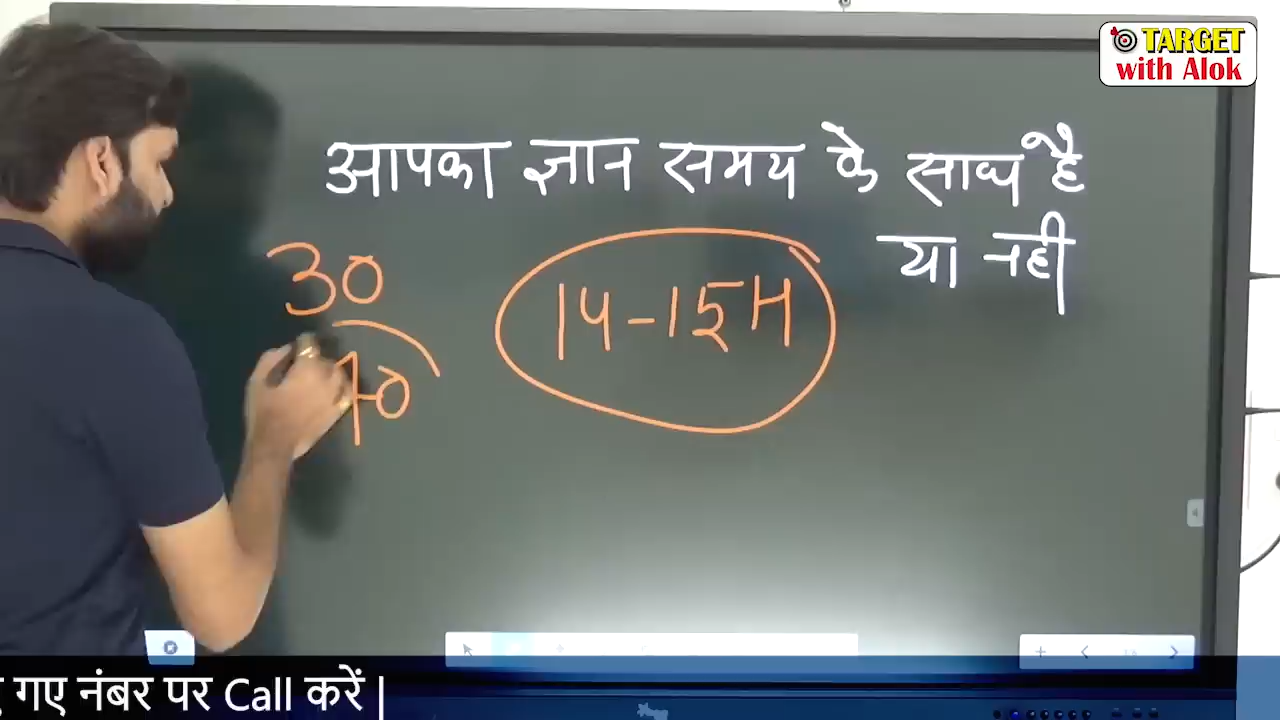 TARGET
with Alok
आपका ज्ञान समय के साथ है
या नही
30
14-15H
40
गए नंबर पर Call करें |